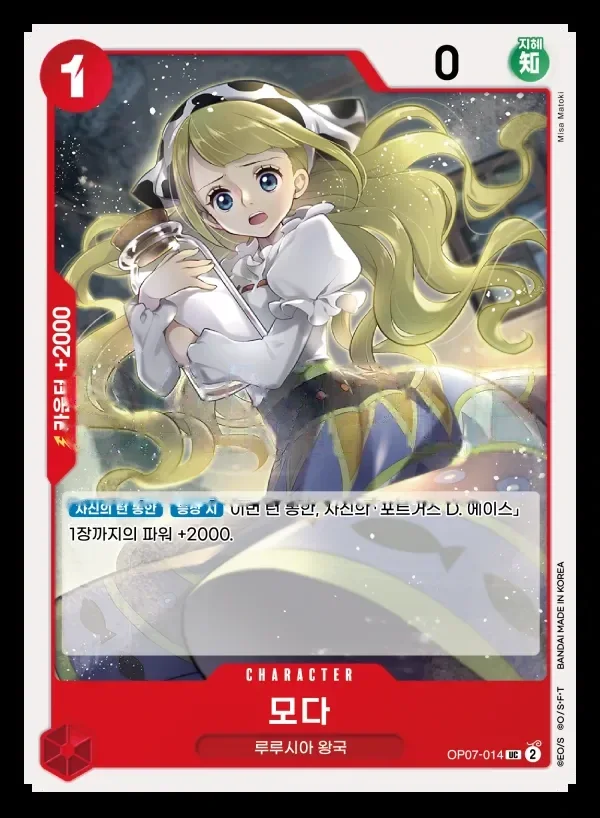 1
0
지혜
知
Misa Matoki
카운터 +2000
자신의 턴 동안 등장 시 이번 턴 동안, 자신의 「포트거스 D. 에이스」
1장까지의 파워 +2000.
BANDAI MADE IN KOREA
©EO/S ©O/S·F·T
CHARACTER
모다
루루시아 왕국
OP07-014 UC 2